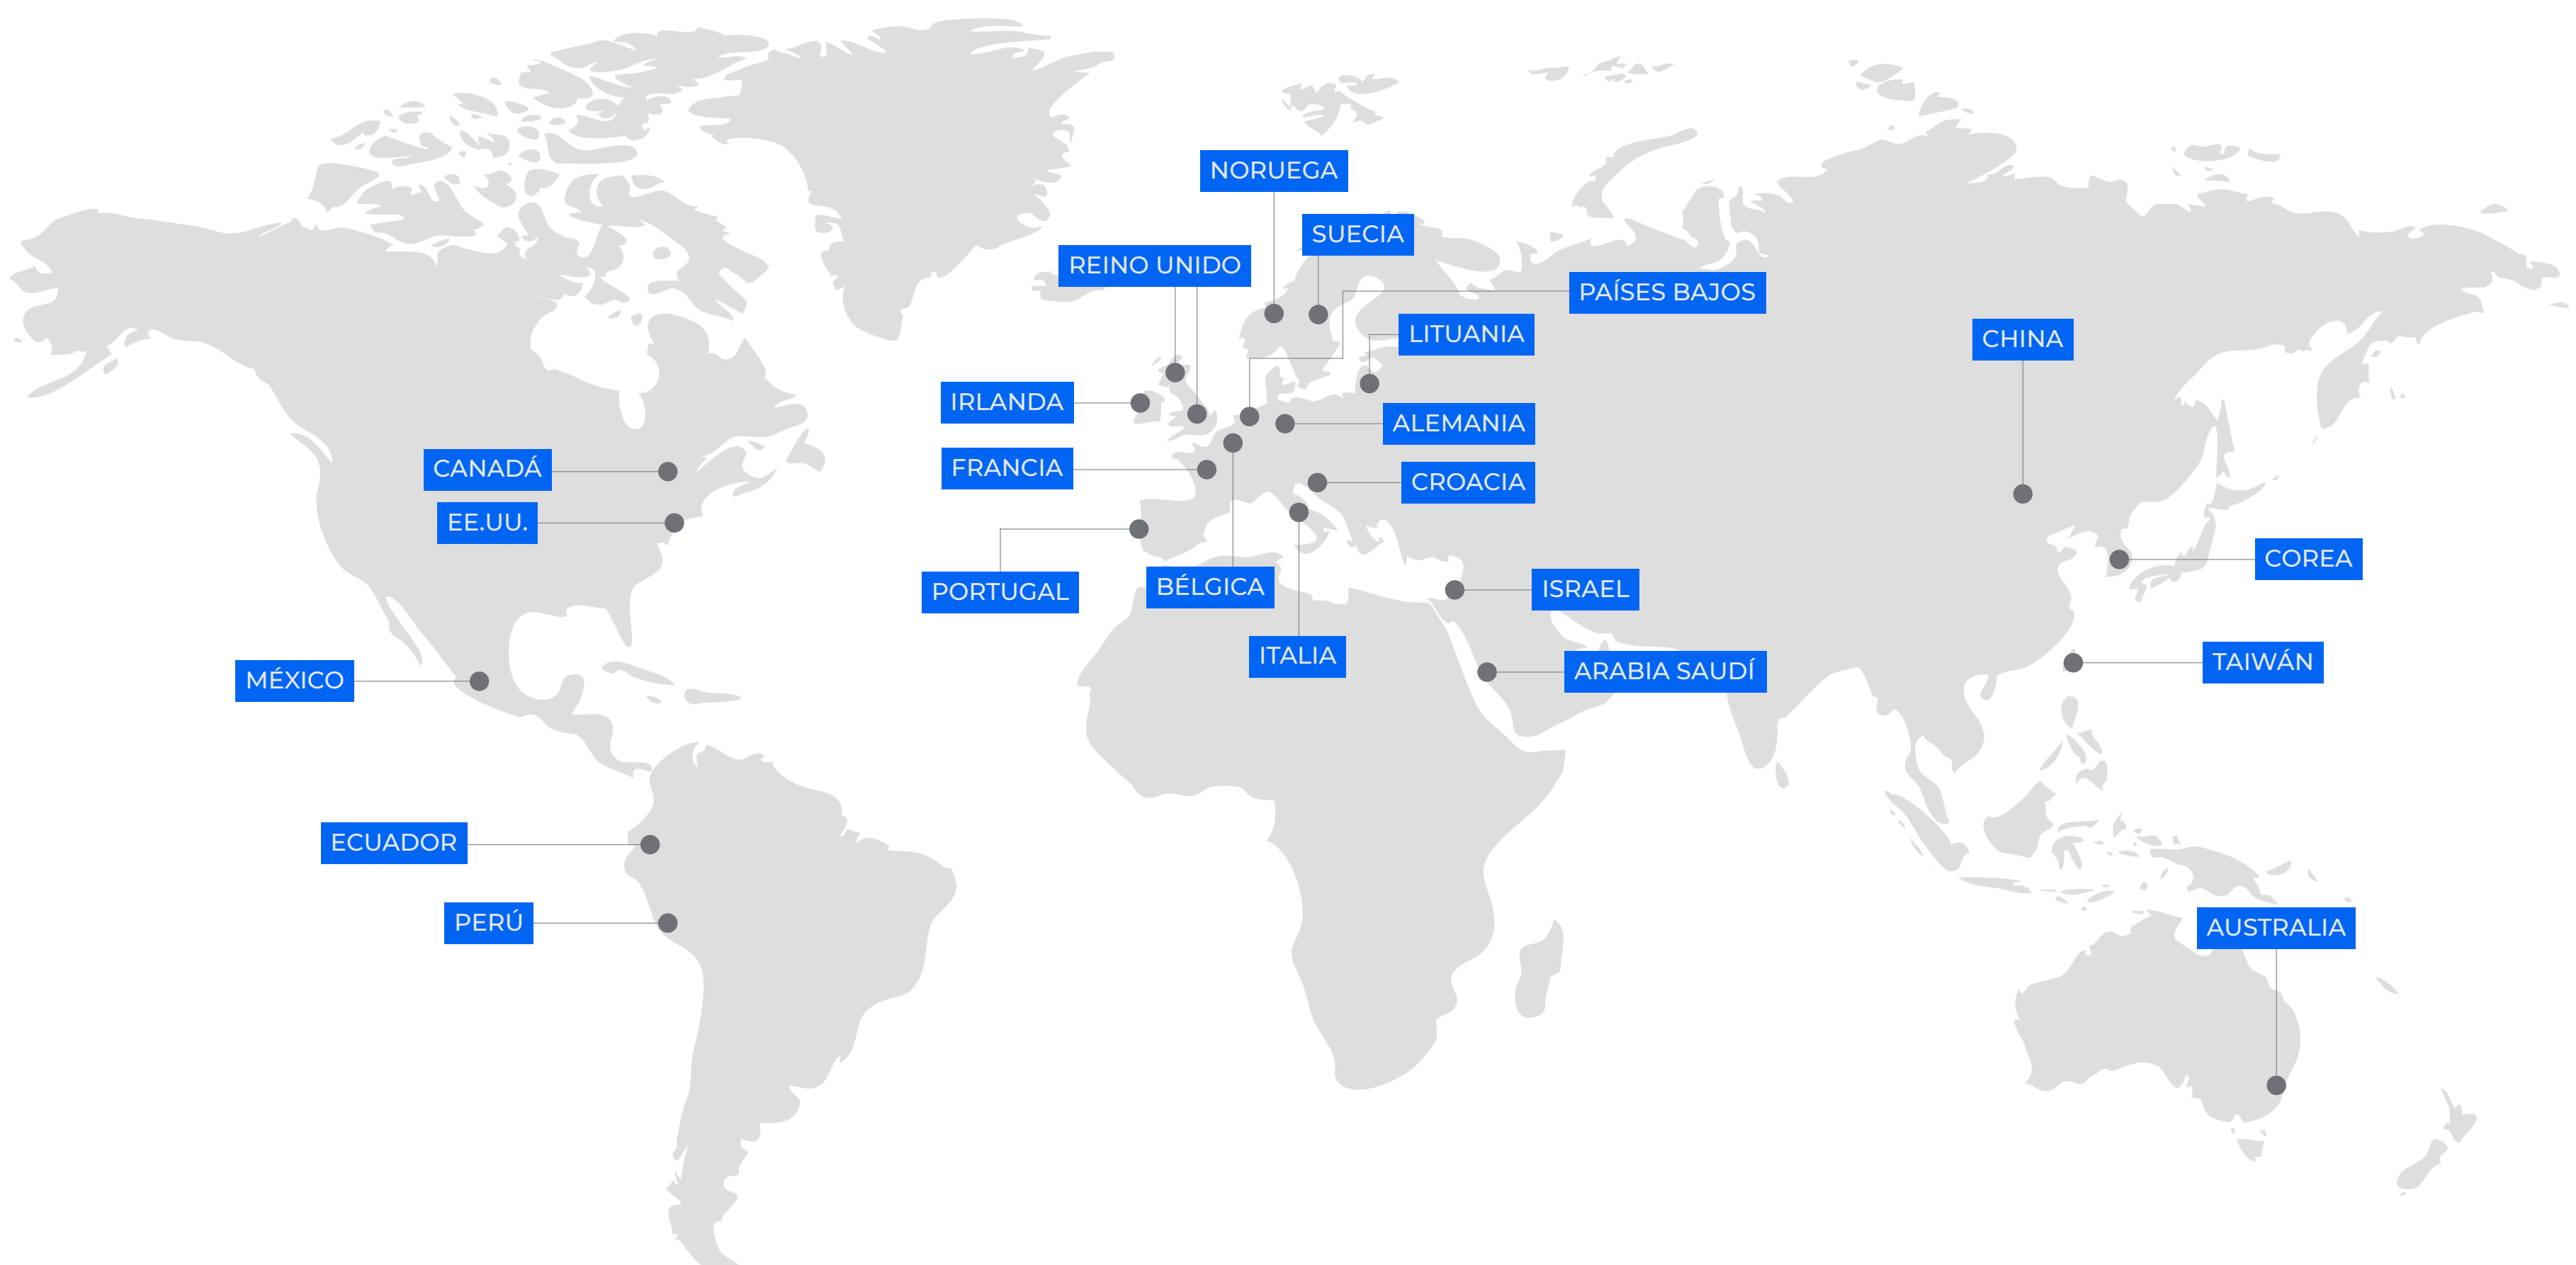 NORUEGA
SUECIA
REINO UNIDO
PAÍSES BAJOS
LITUANIA
CHINA
IRLANDA
ALEMANIA
FRANCIA
CANADÁ
CROACIA
EE.UU.
COREA
PORTUGAL
BÉLGICA
ISRAEL
ITALIA
TAIWÁN
ARABIA SAUDÍ
MÉXICO
ECUADOR
PERÚ
AUSTRALIA